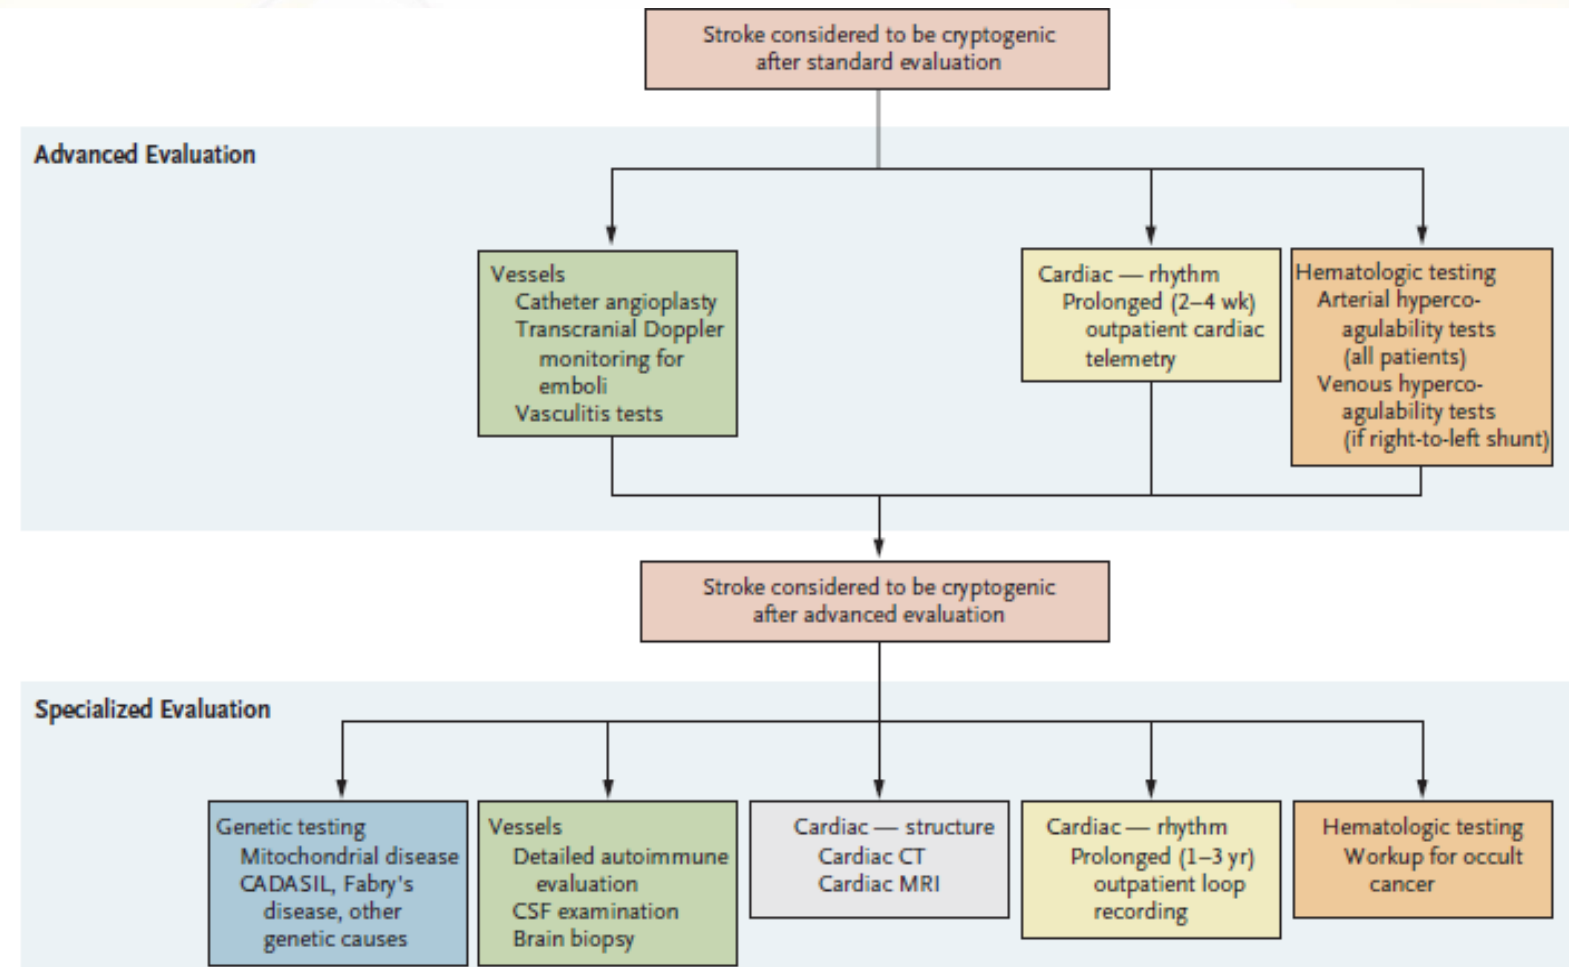 Stroke considered to be cryptogenic
after standard evaluation
Advanced Evaluation
Vessels
Catheter angioplasty
Transcranial Doppler
monitoring for
emboli
Vasculitis tests
Cardiac — rhythm
Prolonged (2–4 wk)
outpatient cardiac
telemetry
Hematologic testing
Arterial hyperco-
agulability tests
(all patients)
Venous hyperco-
agulability tests
(if right-to-left shunt)
Stroke considered to be cryptogenic
after advanced evaluation
Specialized Evaluation
Genetic testing
Mitochondrial disease
CADASIL, Fabry's
disease, other
genetic causes
Vessels
Detailed autoimmune
evaluation
CSF examination
Brain biopsy
Cardiac — structure
Cardiac CT
Cardiac MRI
Cardiac — rhythm
Prolonged (1–3 yr)
outpatient loop
recording
Hematologic testing
Workup for occult
cancer